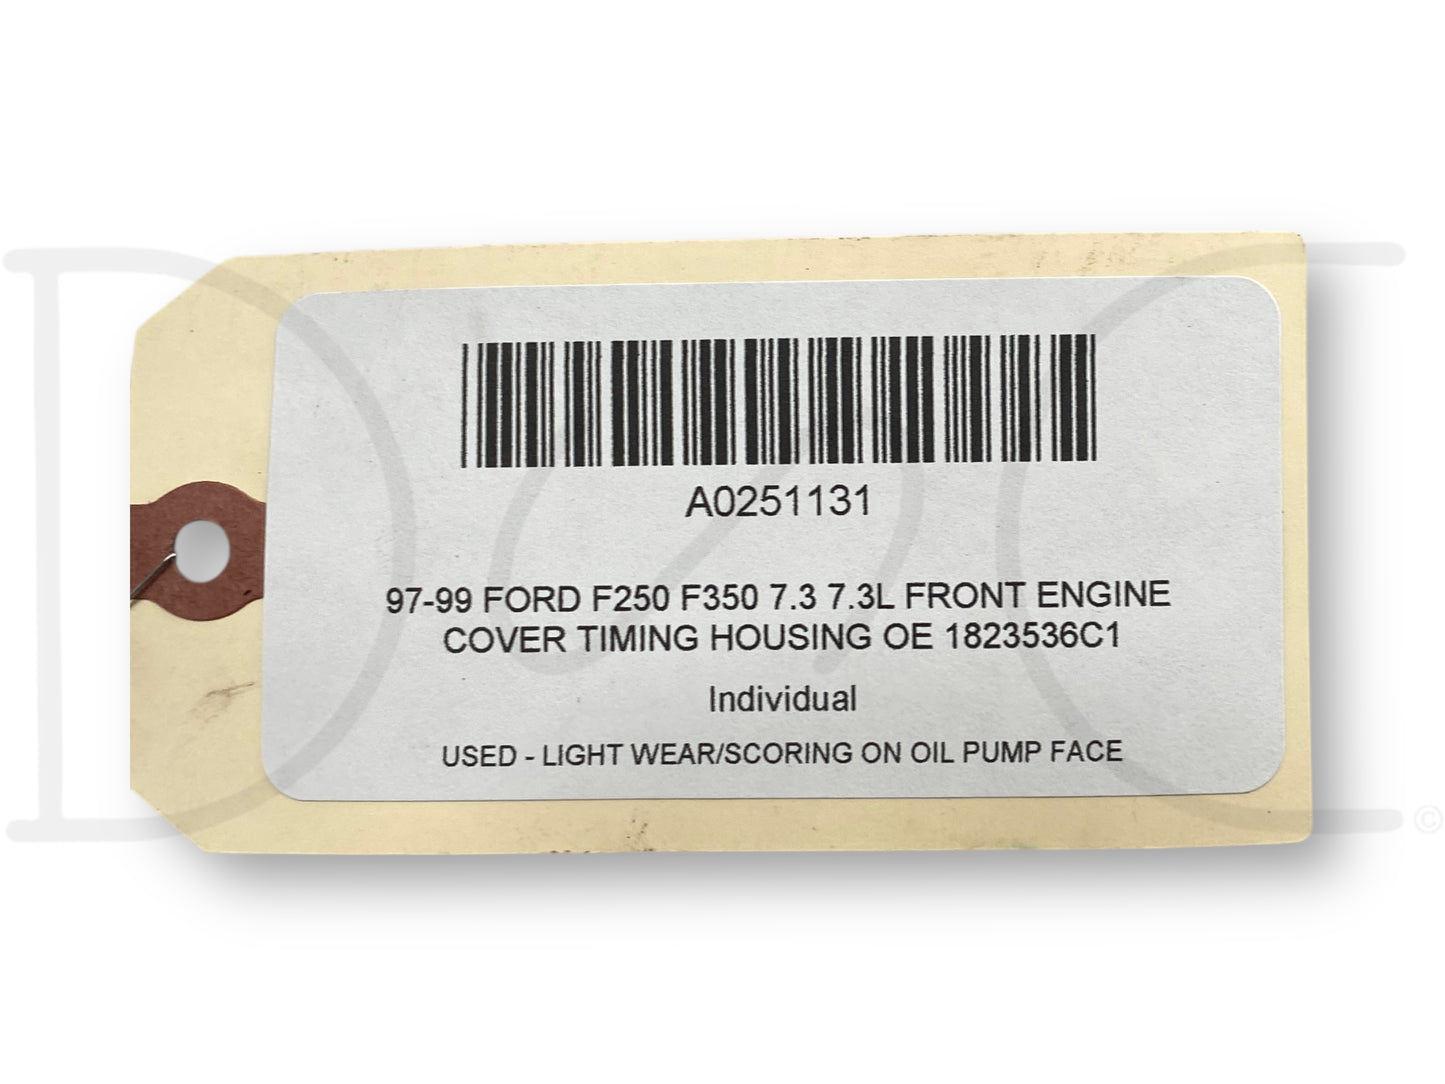 A0251131
97-99 FORD F250 F350 7.3 7.3L FRONT ENGINE
COVER TIMING HOUSING OE 1823536C1
Individual
USED - LIGHT WEAR/SCORING ON OIL PUMP FACE
©